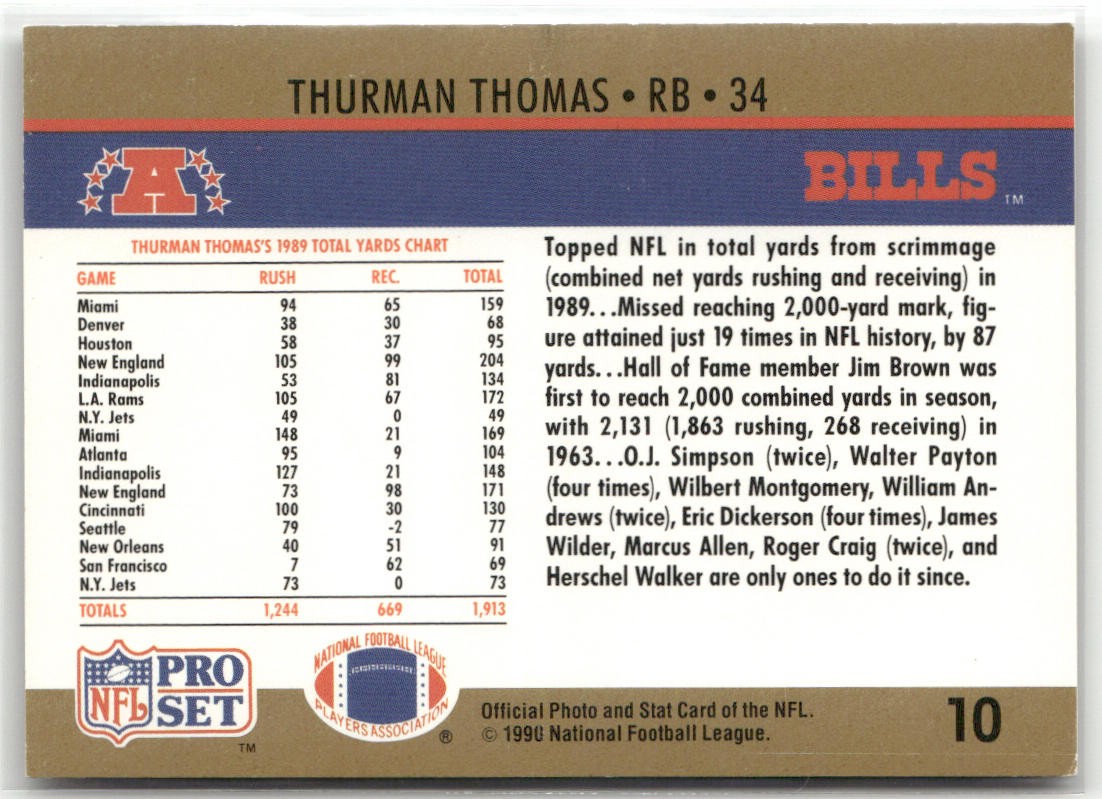 THURMAN THOMAS • RB • 34
A
BILLS
TM
THURMAN THOMAS'S 1989 TOTAL YARDS CHART
GAME RUSH REC. TOTAL
Miami 94 65 159
Denver 38 30 68
Houston 58 37 95
New England 105 99 204
Indianapolis 53 81 134
L.A. Rams 105 67 172
N.Y. Jets 49 0 49
Miami 148 21 169
Atlanta 95 9 104
Indianapolis 127 21 148
New England 73 98 171
Cincinnati 100 30 130
Seattle 79 -2 77
New Orleans 40 51 91
San Francisco 7 62 69
N.Y. Jets 73 0 73
TOTALS 1,244 669 1,913
Topped NFL in total yards from scrimmage
(combined net yards rushing and receiving) in
1989...Missed reaching 2,000-yard mark, fig-
ure attained just 19 times in NFL history, by 87
yards...Hall of Fame member Jim Brown was
first to reach 2,000 combined yards in season,
with 2,131 (1,863 rushing, 268 receiving) in
1963...O.J. Simpson (twice), Walter Payton
(four times), Wilbert Montgomery, William An-
drews (twice), Eric Dickerson (four times), James
Wilder, Marcus Allen, Roger Craig (twice), and
Herschel Walker are only ones to do it since.
NFL
PRO
SET
TM
NATIONAL FOOTBALL LEAGUE
PLAYERS ASSOCIATION
®
Official Photo and Stat Card of the NFL.
© 1990 National Football League.
10